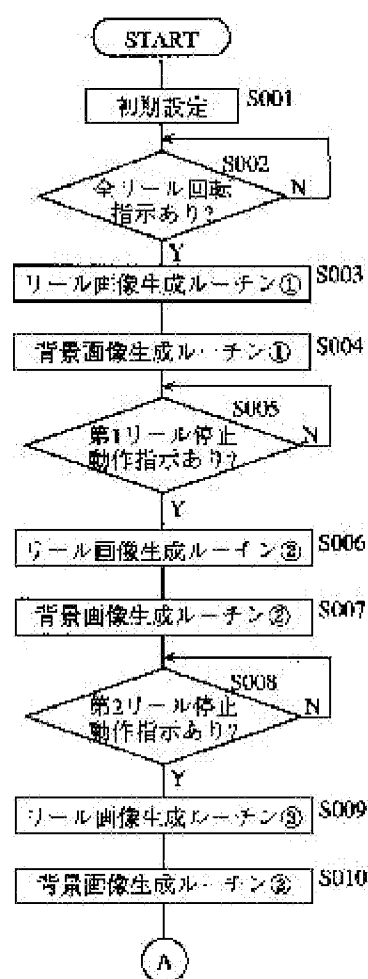 START
初期設定 S001
S002
全リール回転 N
指示あり?
Y
リール画像生成ルーチン① S003
背景画像生成ルーチン① S004
S005
第1リール停止 N
動作指示あり?
Y
リール画像生成ルーチン② S006
背景画像生成ルーチン② S007
S008
第2リール停止 N
動作指示あり?
Y
リール画像生成ルーチン③ S009
背景画像生成ルーチン③ S010
A